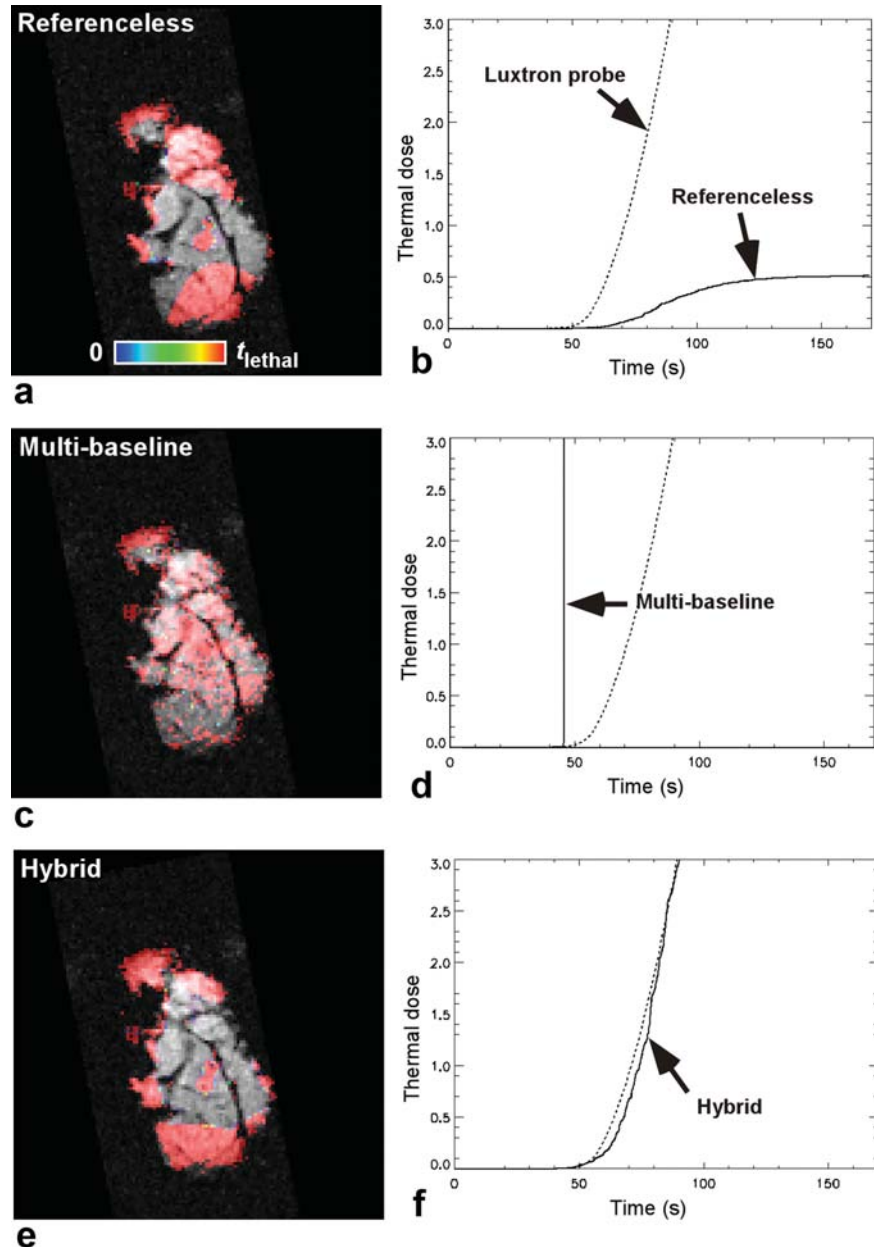 Referenceless
0 t_lethal
a
3.0
2.5
2.0
1.5
1.0
0.5
0.0
Thermal dose
Luxtron probe
Referenceless
0 50 100 150
Time (s)
b
Multi-baseline
c
3.0
2.5
2.0
1.5
1.0
0.5
0.0
Thermal dose
Multi-baseline
0 50 100 150
Time (s)
d
Hybrid
e
3.0
2.5
2.0
1.5
1.0
0.5
0.0
Thermal dose
Hybrid
0 50 100 150
Time (s)
f